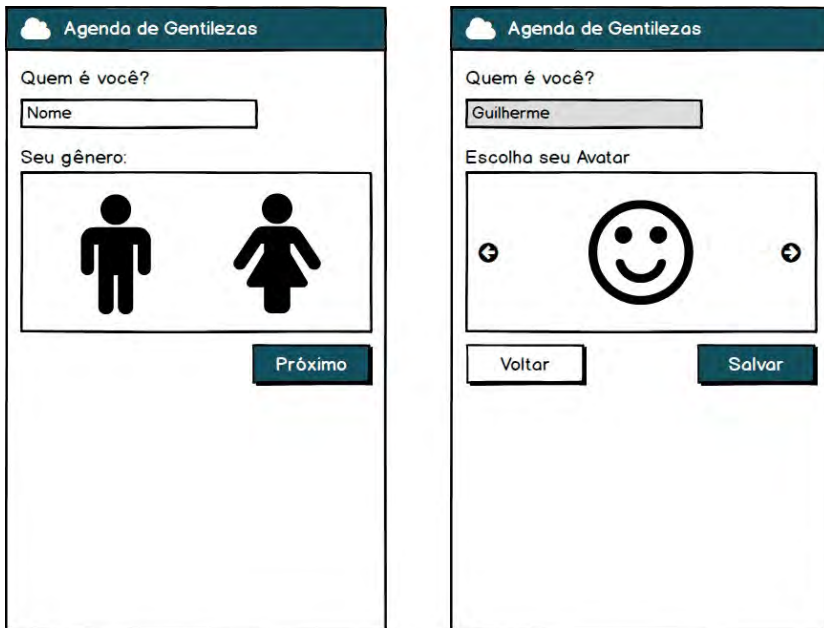 Agenda de Gentilezas
Quem é você?
Nome
Seu gênero:
Próximo
Agenda de Gentilezas
Quem é você?
Guilherme
Escolha seu Avatar
Voltar
Salvar